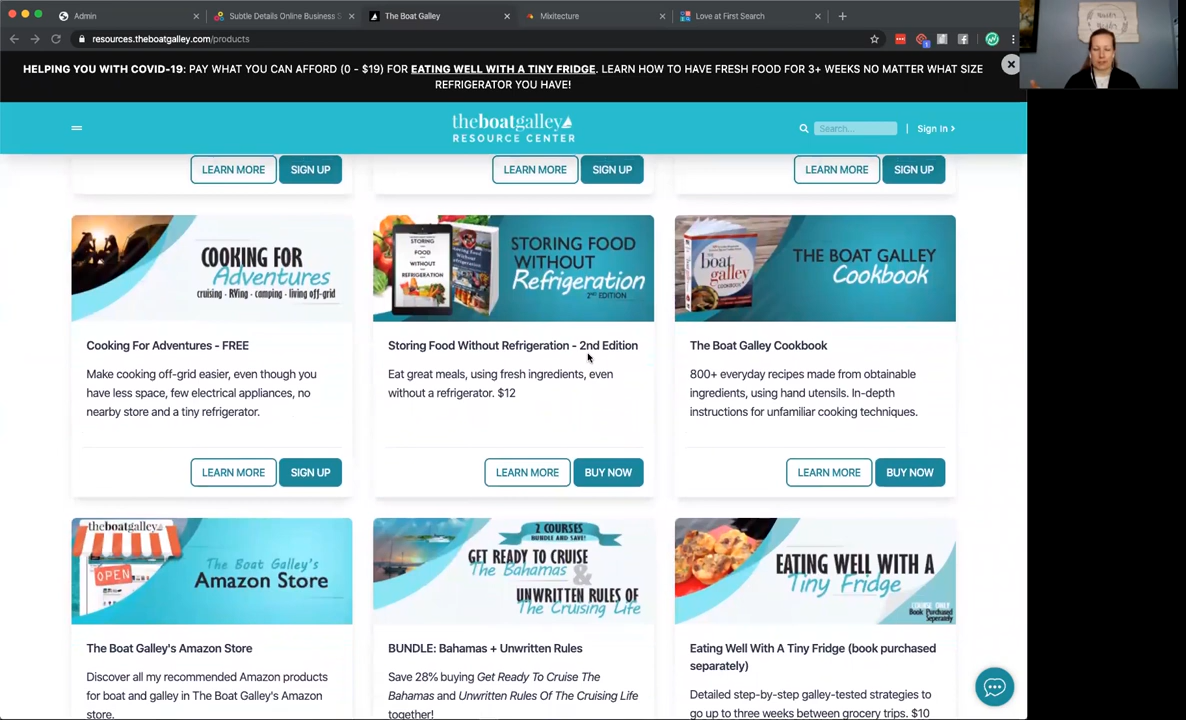 Admin
Subtle Details Online Business S
The Boat Galley
Mixitecture
Love at First Search
resources.theboatgalley.com/products
HELPING YOU WITH COVID-19: PAY WHAT YOU CAN AFFORD (0 - $19) FOR EATING WELL WITH A TINY FRIDGE. LEARN HOW TO HAVE FRESH FOOD FOR 3+ WEEKS NO MATTER WHAT SIZE
REFRIGERATOR YOU HAVE!
theboatgalley
RESOURCE CENTER
Search...
Sign In >
LEARN MORE
SIGN UP
LEARN MORE
SIGN UP
LEARN MORE
SIGN UP
COOKING FOR
Adventures
cruising - RVing - camping - living off-grid
STORING
FOOD
WITHOUT
REFRIGERATION
STORING FOOD
WITHOUT
Refrigeration
2ND EDITION
the
boat
galley
THE BOAT GALLEY
Cookbook
Cooking For Adventures - FREE
Make cooking off-grid easier, even though you
have less space, few electrical appliances, no
nearby store and a tiny refrigerator.
LEARN MORE
SIGN UP
Storing Food Without Refrigeration - 2nd Edition
Eat great meals, using fresh ingredients, even
without a refrigerator. $12
LEARN MORE
BUY NOW
The Boat Galley Cookbook
800+ everyday recipes made from obtainable
ingredients, using hand utensils. In-depth
instructions for unfamiliar cooking techniques.
LEARN MORE
BUY NOW
theboatgalley
OPEN
The Boat Galley's
Amazon Store
2 COURSES
BUNDLE AND SAVE!
GET READY TO CRUISE
The Bahamas &
UNWRITTEN RULES OF
The Cruising Life
EATING WELL WITH A
Tiny Fridge
COURSE ONLY
Book Purchased
Seperately
The Boat Galley's Amazon Store
Discover all my recommended Amazon products
for boat and galley in The Boat Galley's Amazon
store.
BUNDLE: Bahamas + Unwritten Rules
Save 28% buying Get Ready To Cruise The
Bahamas and Unwritten Rules Of The Cruising Life
together!
Eating Well With A Tiny Fridge (book purchased
separately)
Detailed step-by-step galley-tested strategies to
go up to three weeks between grocery trips. $10